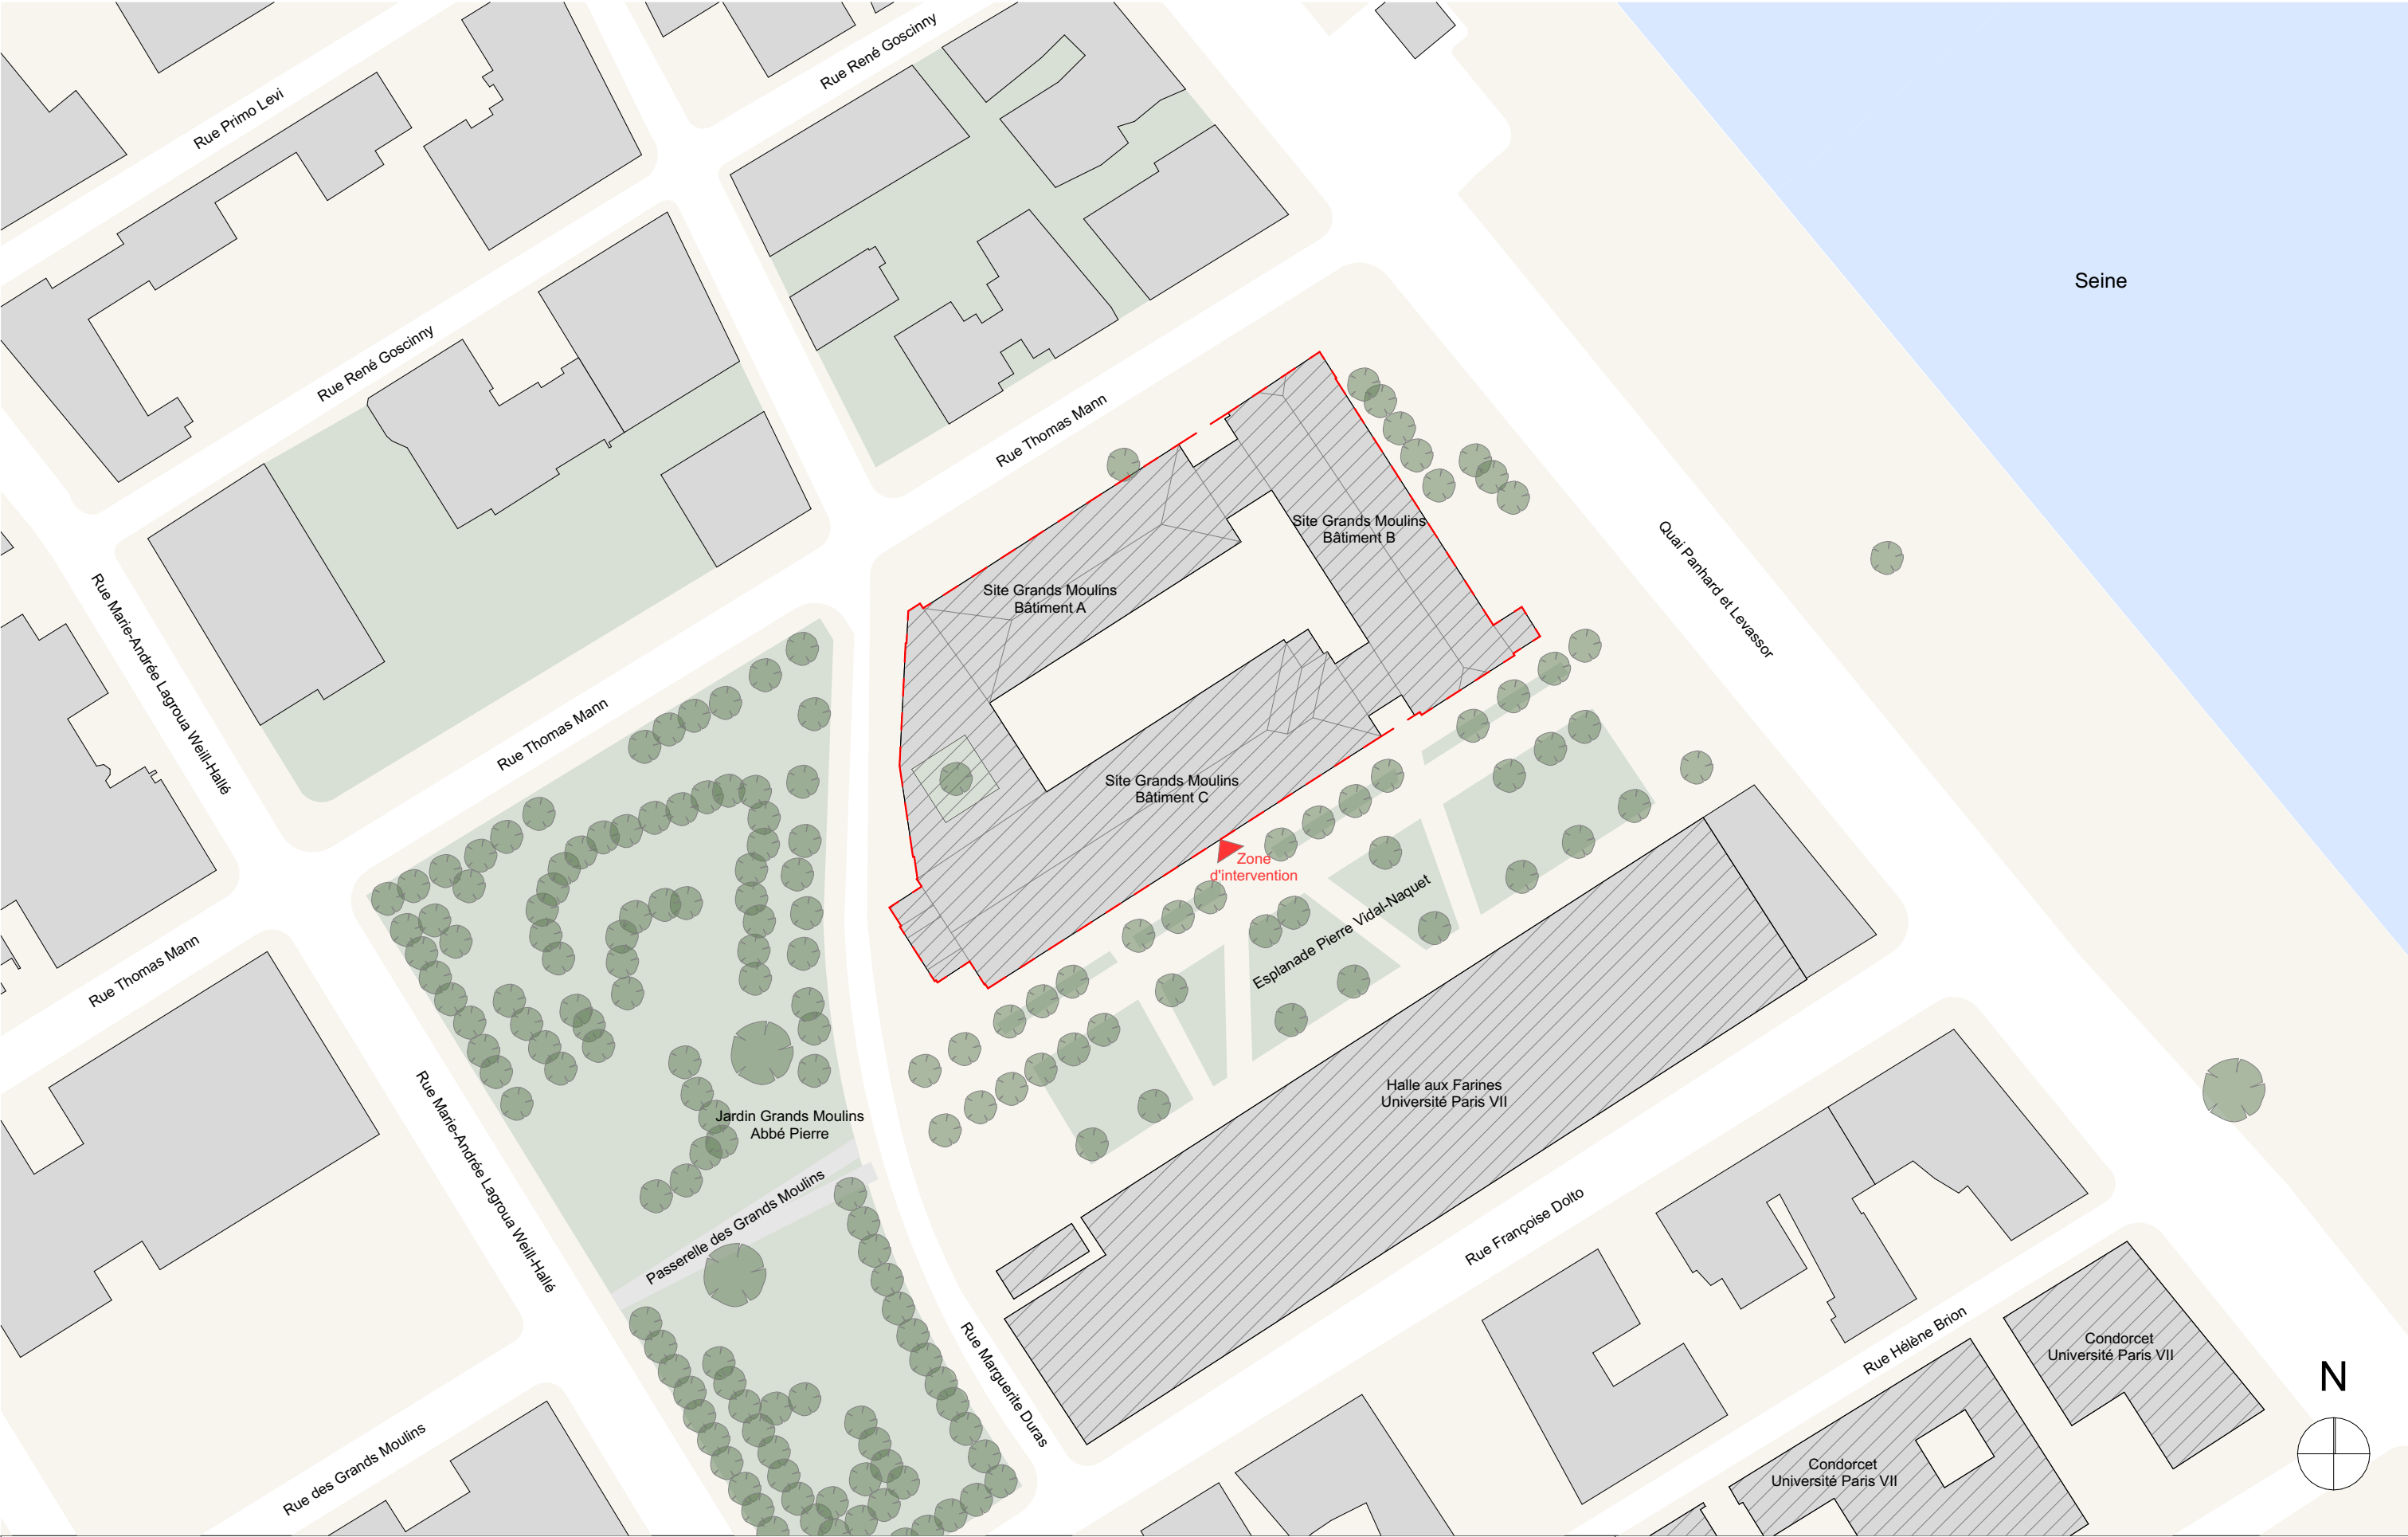 Rue René Goscinny
Rue Primo Levi
Seine
Rue René Goscinny
Rue Thomas Mann
Site Grands Moulins
Bâtiment B
Quai Panhard et Levassor
Rue Marie-Andrée Lagroua Weill-Hallé
Site Grands Moulins
Bâtiment A
Rue Thomas Mann
Site Grands Moulins
Bâtiment C
Zone
d'intervention
Esplanade Pierre Vidal-Naquet
Rue Thomas Mann
Halle aux Farines
Université Paris VII
Jardin Grands Moulins
Abbé Pierre
Rue Marie-Andrée Lagroua Weill-Hallé
Passerelle des Grands Moulins
Rue Françoise Dolto
Rue Marguerite Duras
Rue Hélène Brion
Condorcet
Université Paris VII
N
Rue des Grands Moulins
Condorcet
Université Paris VII